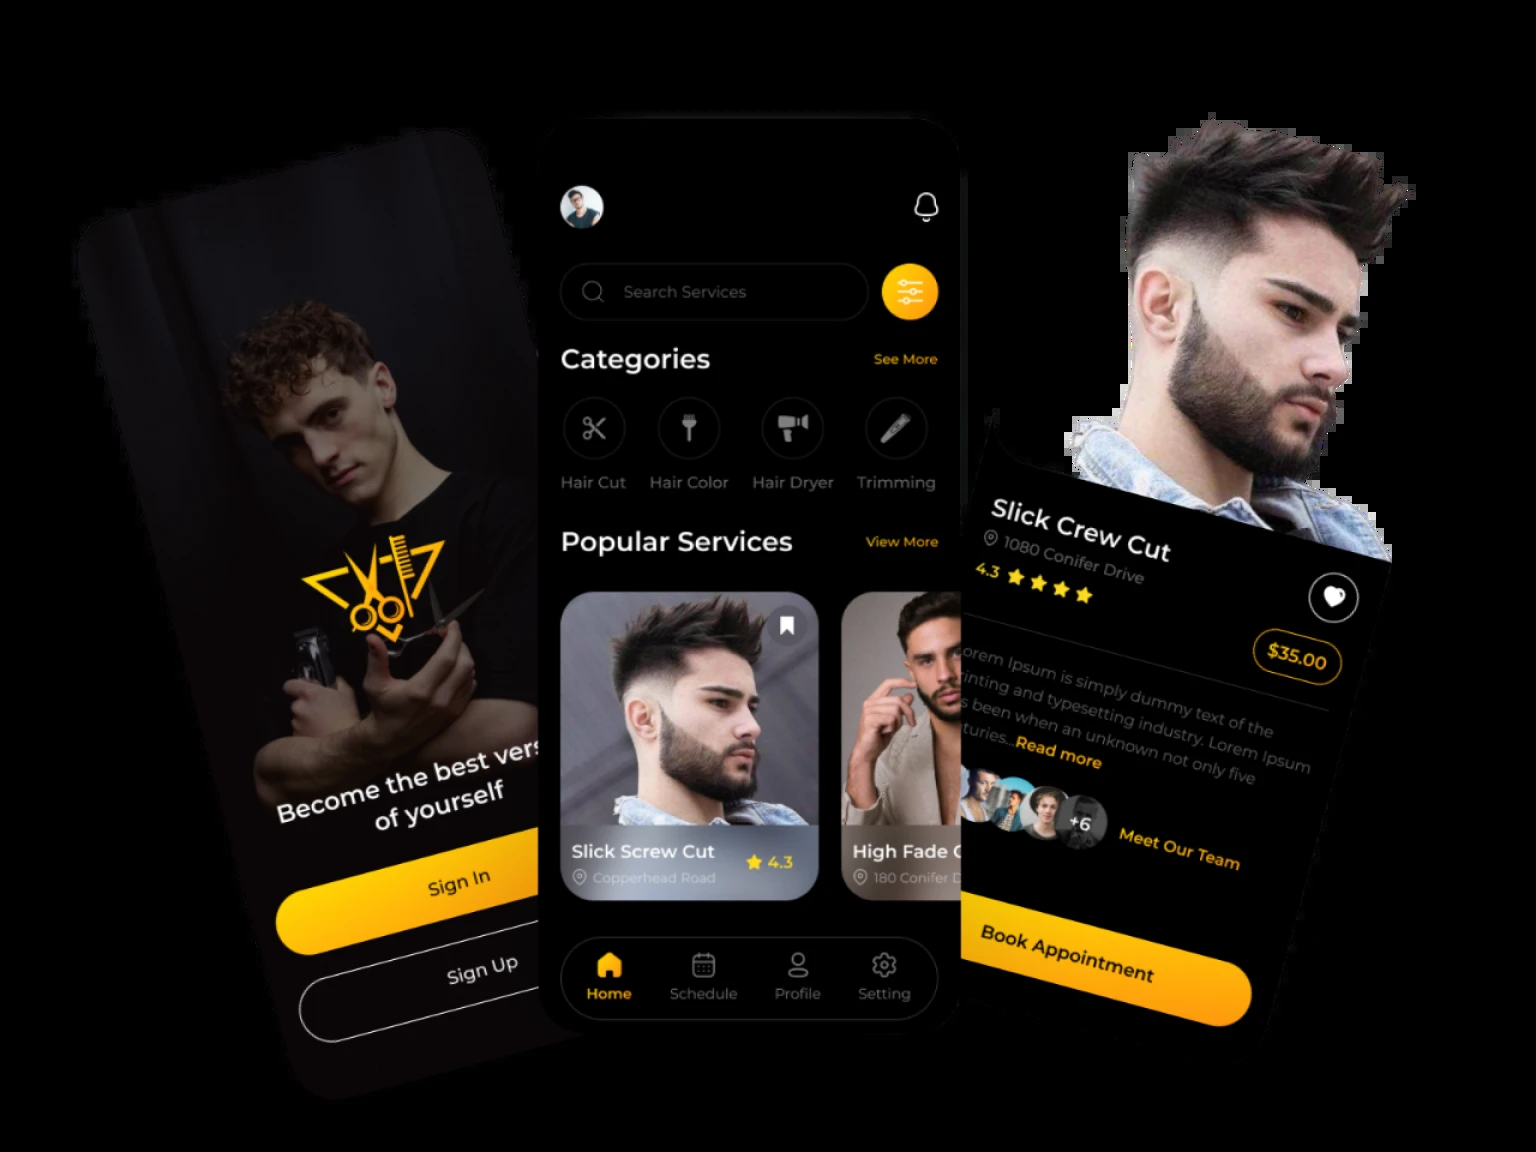 Become the best vers
of yourself
Sign In
Sign Up
Search Services
Categories
See More
Hair Cut
Hair Color
Hair Dryer
Trimming
Popular Services
View More
Slick Screw Cut
Copperhead Road
4.3
High Fade C
180 Conifer D
Home
Schedule
Profile
Setting
Slick Crew Cut
1080 Conifer Drive
4.3
$35.00
orem Ipsum is simply dummy text of the
inting and typesetting industry. Lorem Ipsum
s been when an unknown not only five
turies...Read more
+6
Meet Our Team
Book Appointment